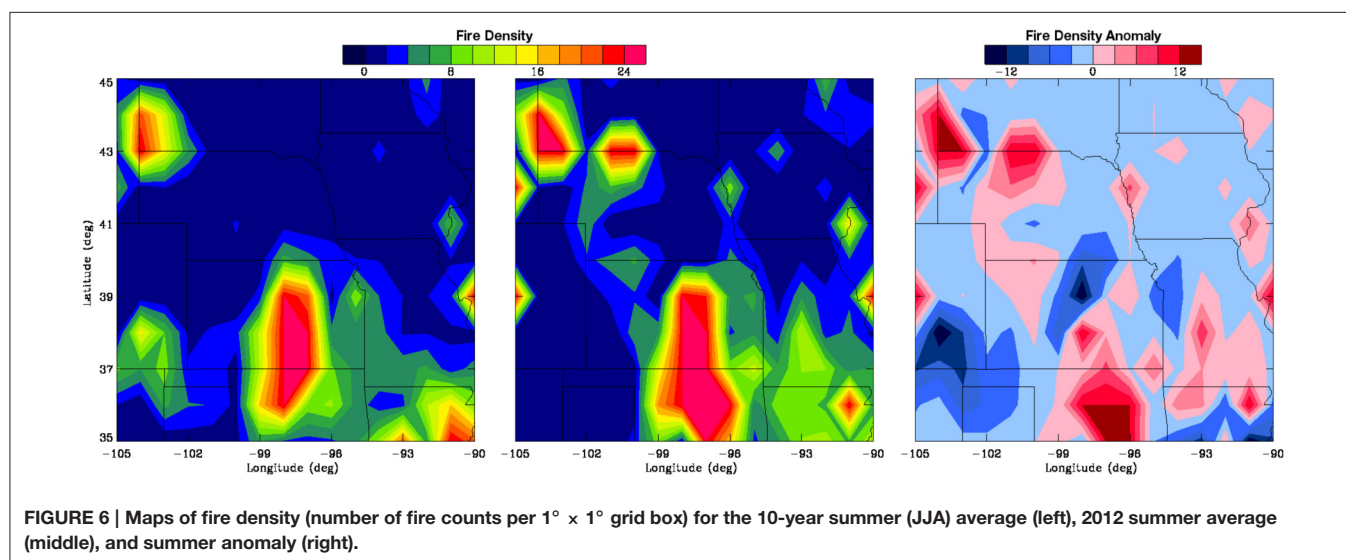 Fire Density
0 8 16 24
Fire Density Anomaly
-12 0 12
Latitude (deg)
45
43
41
39
37
35
-105 -102 -99 -96 -93 -90
Longitude (deg)
-105 -102 -99 -96 -93 -90
Longitude (deg)
-105 -102 -99 -96 -93 -90
Longitude (deg)
FIGURE 6 | Maps of fire density (number of fire counts per 1° × 1° grid box) for the 10-year summer (JJA) average (left), 2012 summer average
(middle), and summer anomaly (right).